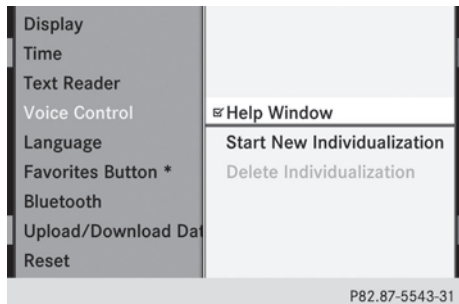 Display
Time
Text Reader
Voice Control
Language
Favorites Button *
Bluetooth
Upload/Download Dat
Reset
Help Window
Start New Individualization
Delete Individualization
P82.87-5543-31